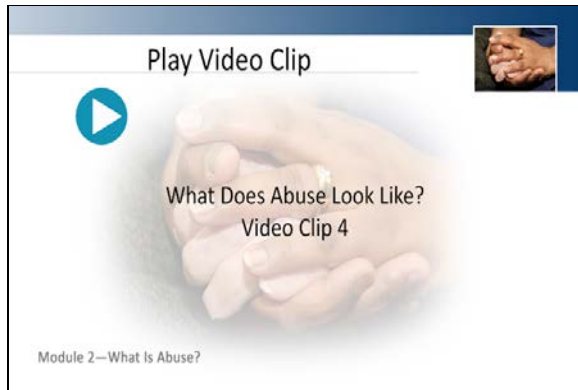 Play Video Clip
What Does Abuse Look Like?
Video Clip 4
Module 2—What Is Abuse?